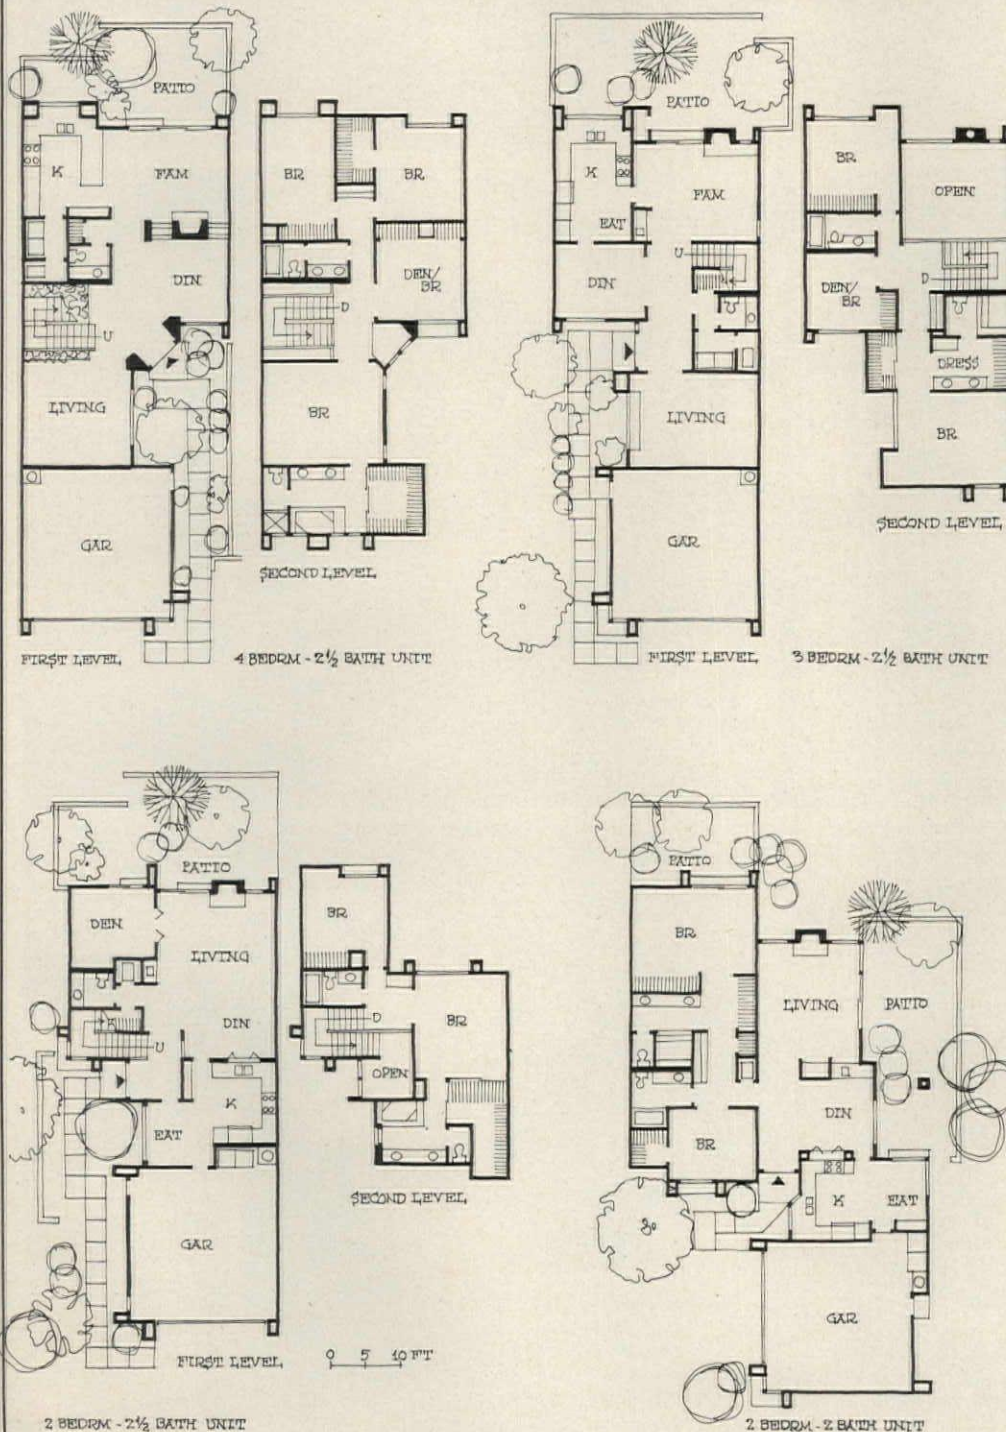 PATIO
K
FAM
DIN
U
LIVING
GAR
FIRST LEVEL
BR
BR
DEN/
BR
D
BR
SECOND LEVEL
4 BEDRM - 2½ BATH UNIT
PATIO
K
FAM
EAT
U
DIN
LIVING
GAR
FIRST LEVEL
BR
OPEN
D
DEN/
BR
DRESS
BR
SECOND LEVEL
3 BEDRM - 2½ BATH UNIT
PATIO
DEN
LIVING
DIN
U
K
EAT
GAR
FIRST LEVEL
BR
D
BR
OPEN
SECOND LEVEL
0 5 10 FT
2 BEDRM - 2½ BATH UNIT
PATIO
BR
LIVING
PATIO
DIN
BR
K
EAT
GAR
2 BEDRM - 2 BATH UNIT